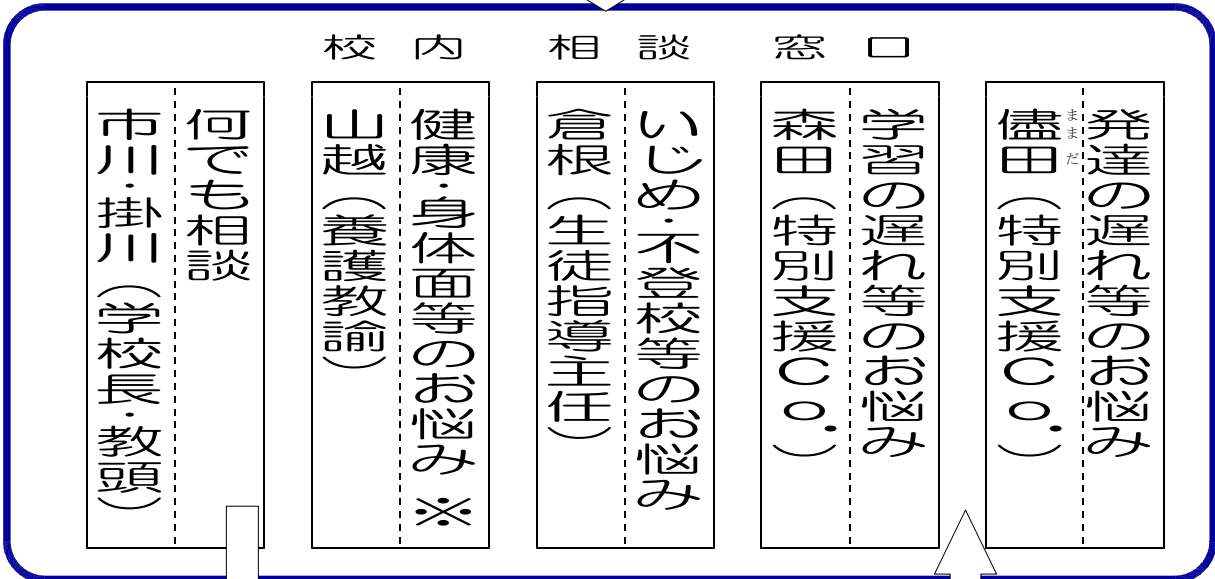 校内相談窓口
発達の遅れ等のお悩み
儘田（特別支援Ｃｏ．）
まま だ
学習の遅れ等のお悩み
森田（特別支援Ｃｏ．）
いじめ・不登校等のお悩み
倉根（生徒指導主任）
健康・身体面等のお悩み ※
山越（養護教諭）
何でも相談
市川・掛川（学校長・教頭）